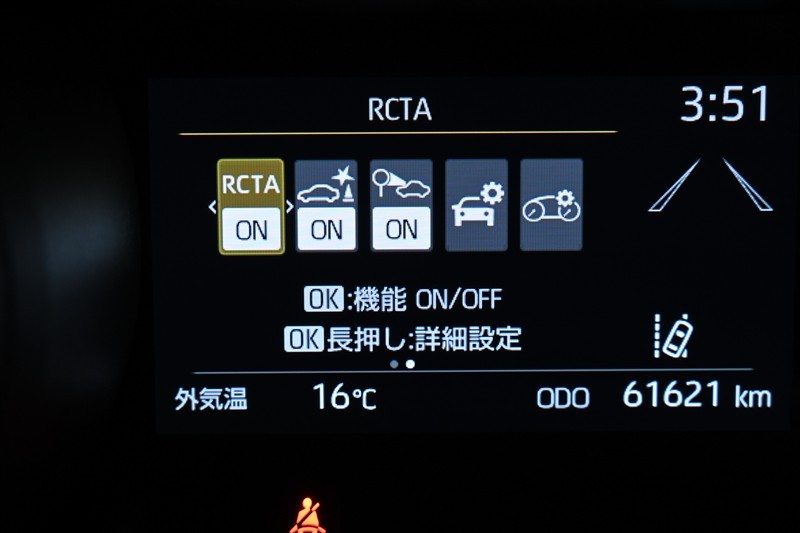 RCTA 3:51
RCTA
ON ON ON
OK:機能 ON/OFF
OK長押し:詳細設定
外気温 16℃ ODO 61621 km